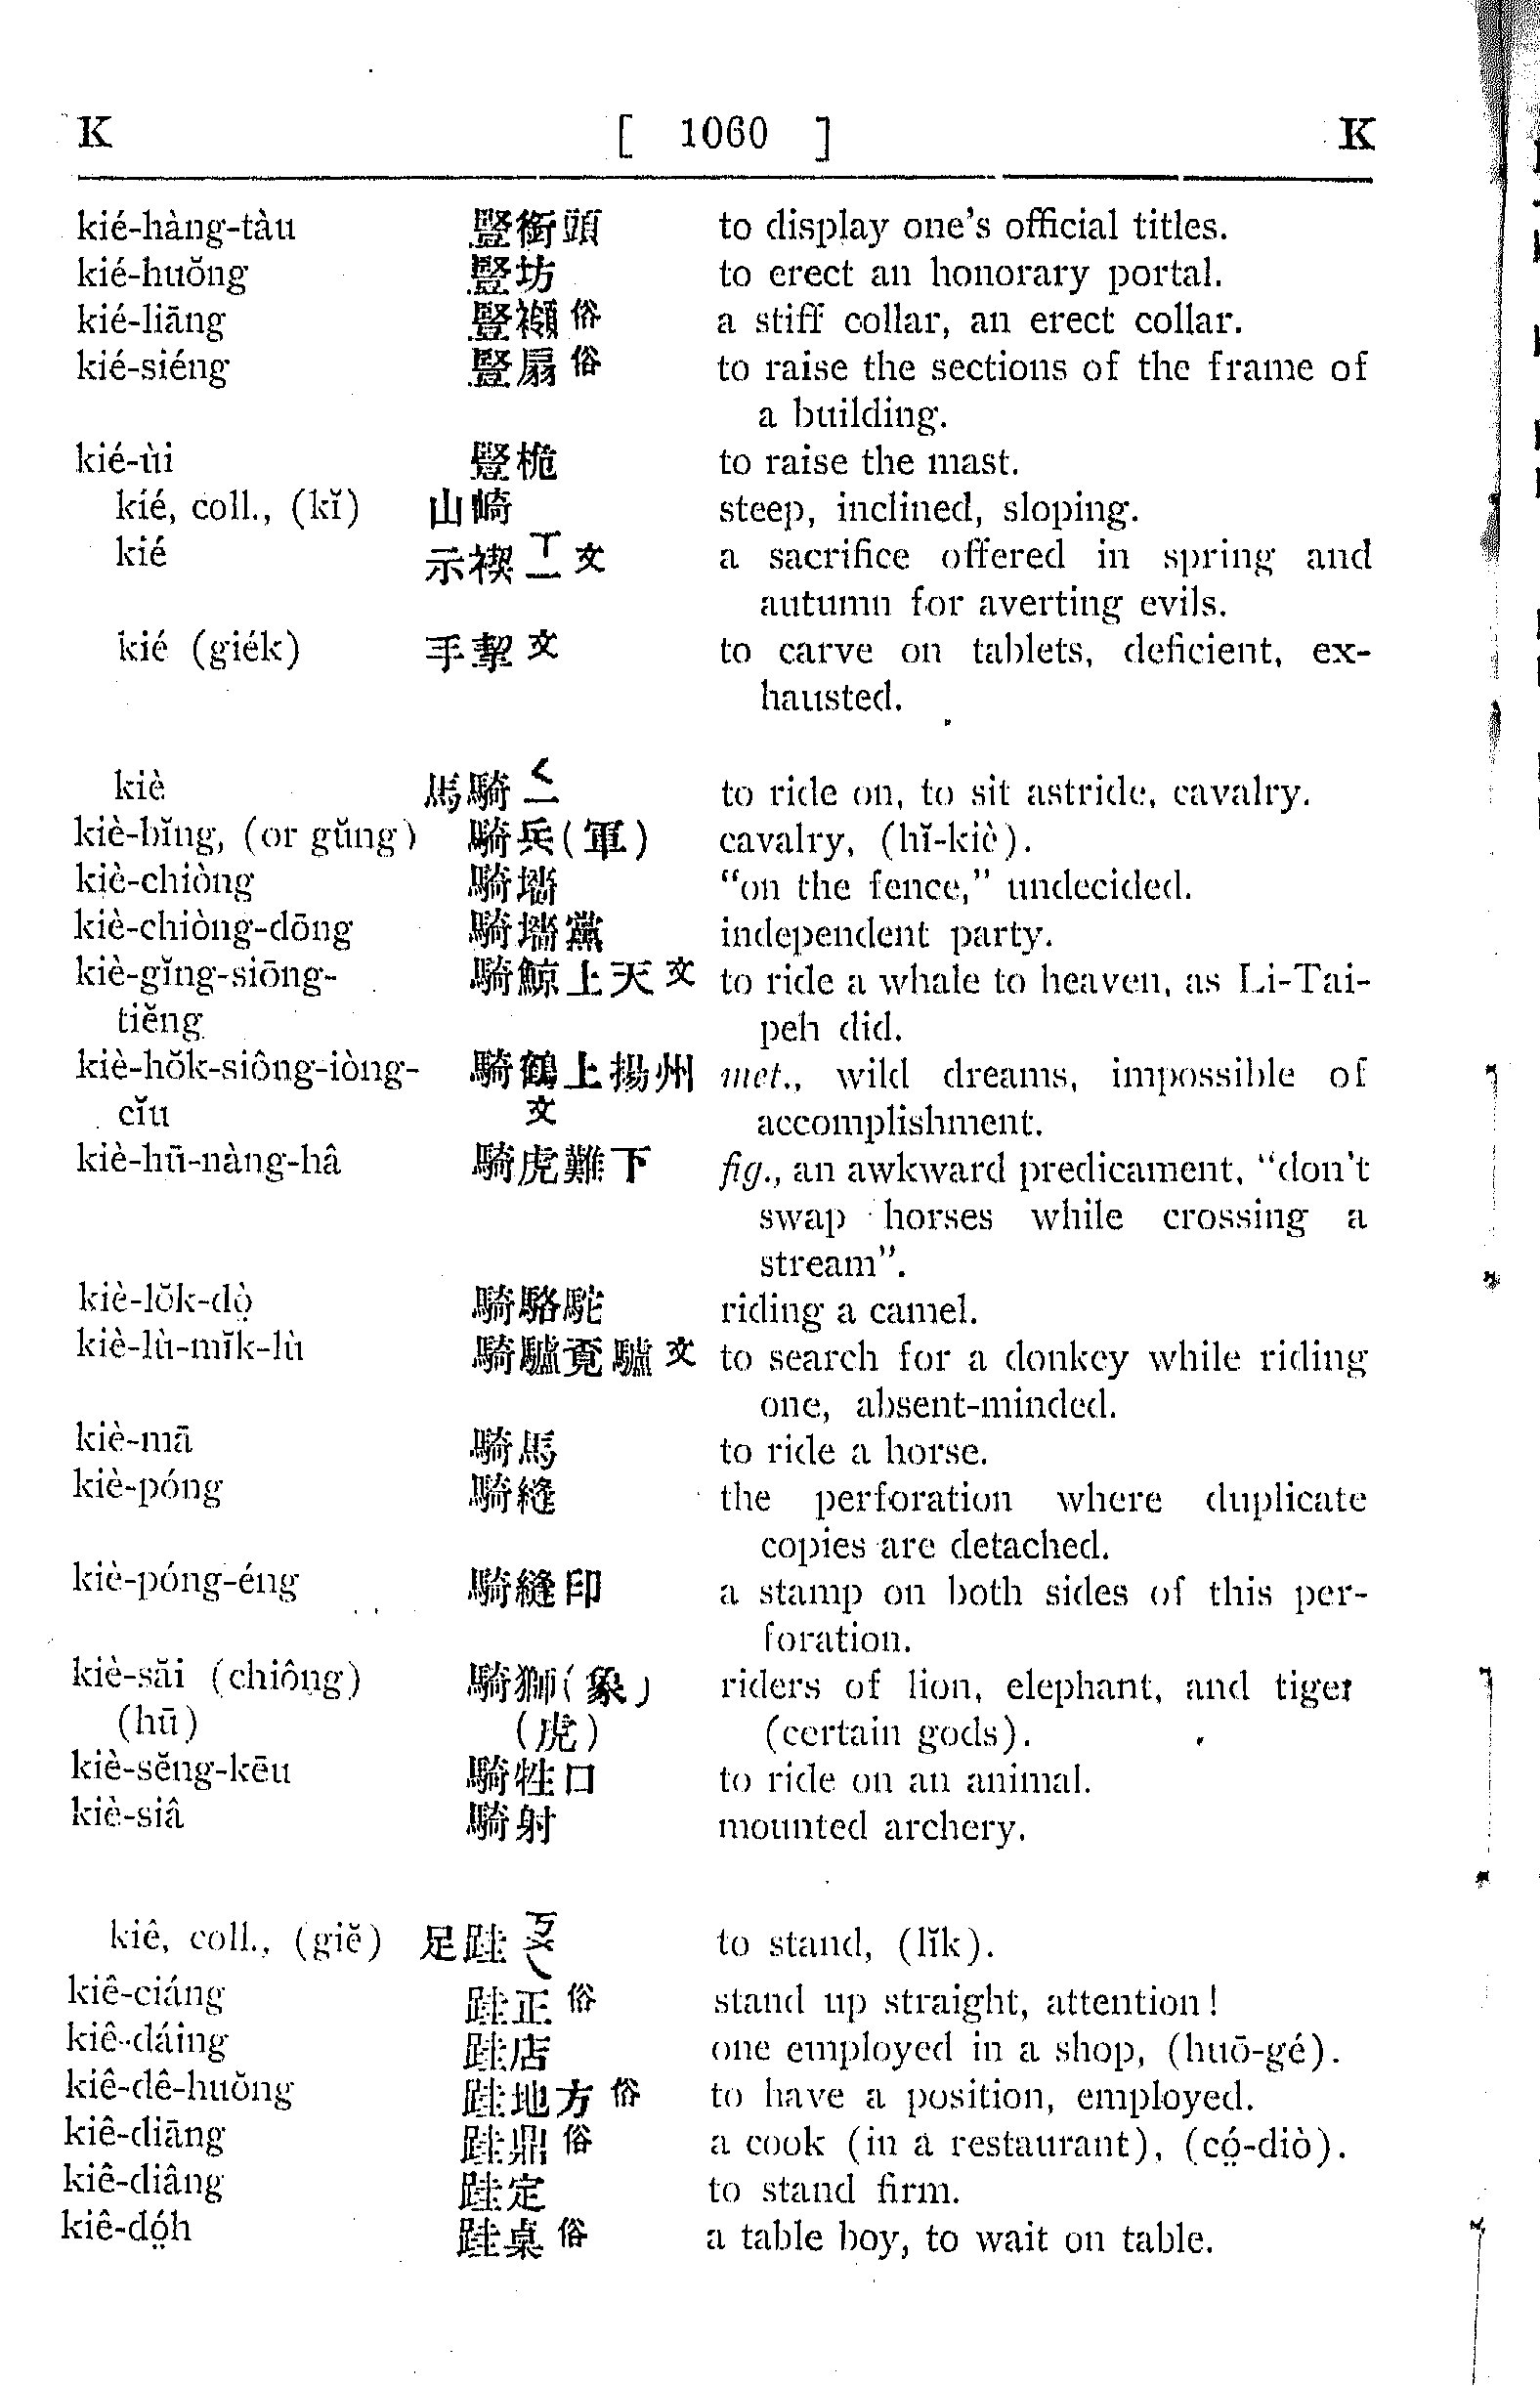 K [ 1060 ] K
kié-hàng-tàu 豎銜頭 to display one's official titles.
kié-huŏng 豎坊 to erect an honorary portal.
kié-liāng 豎襰俗 a stiff collar, an erect collar.
kié-siéng 豎扇俗 to raise the sections of the frame of
a building.
kié-ùi 豎桅 to raise the mast.
kié, coll., (kĭ) 山崎 steep, inclined, sloping.
kié 示禊ㄒㄧ文 a sacrifice offered in spring and
autumn for averting evils.
kié (giék) 手挈文 to carve on tablets, deficient, ex-
hausted.
kiè 馬騎ㄑㄧ to ride on, to sit astride, cavalry.
kiè-bĭng, (or gŭng) 騎兵(軍) cavalry, (hĭ-kiè).
kiè-chiòng 騎墻 "on the fence," undecided.
kiè-chiòng-dōng 騎墻黨 independent party.
kiè-gĭng-siōng- 騎鯨上天文 to ride a whale to heaven, as Li-Tai-
tiĕng peh did.
kiè-hŏk-siông-iòng- 騎鶴上揚州 met., wild dreams, impossible of
cĭu 文 accomplishment.
kiè-hū-nàng-hâ 騎虎難下 fig., an awkward predicament, "don't
swap horses while crossing a
stream".
kiè-lŏk-dò̤ 騎駱駝 riding a camel.
kiè-lù-mĭk-lù 騎驢覔驢文 to search for a donkey while riding
one, absent-minded.
kiè-mā 騎馬 to ride a horse.
kiè-póng 騎縫 the perforation where duplicate
copies are detached.
kiè-póng-éng 騎縫印 a stamp on both sides of this per-
foration.
kiè-săi (chiông) 騎獅(象) riders of lion, elephant, and tiger
(hū) (虎) (certain gods).
kiè-sĕng-kēu 騎牲口 to ride on an animal.
kiè-siâ 騎射 mounted archery.
kiê, coll., (giĕ) 足跬ㄎㄨㄟ to stand, (lĭk).
kiê-ciáng 跬正俗 stand up straight, attention!
kiê-dáing 跬店 one employed in a shop, (huō-gé).
kiê-dê-huŏng 跬地方俗 to have a position, employed.
kiê-diāng 跬鼎俗 a cook (in a restaurant), (có̤-diò).
kiê-diâng 跬定 to stand firm.
kiê-dó̤h 跬桌俗 a table boy, to wait on table.